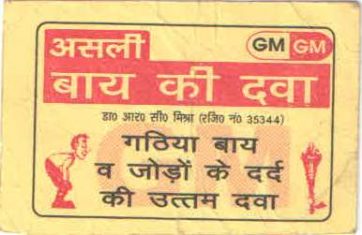 असली
GM GM
बाय की दवा
डा० आर० सी० मिश्रा (रजि० नं० 35344)
गठिया बाय
व जोड़ों के दर्द
की उत्तम दवा